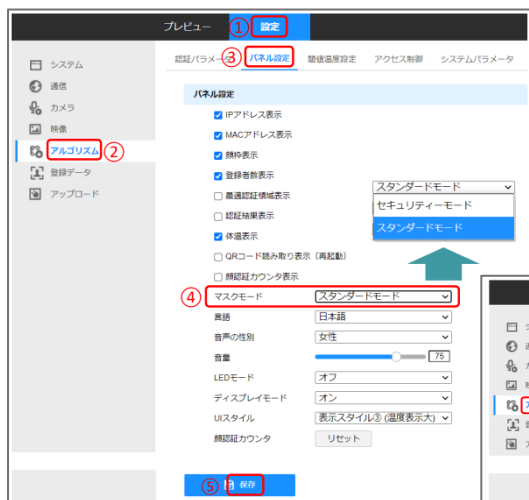 プレビュー ① 設定
認証パラメータ ③ パネル設定 閾値温度設定 アクセス制御 システムパラメータ
システム
通信
カメラ
映像
アルゴリズム ②
登録データ
アップロード
パネル設定
IPアドレス表示
MACアドレス表示
顔枠表示
登録者数表示
最適認証領域表示
認証結果表示
体温表示
QRコード読み取り表示（再起動）
顔認証カウンタ表示
スタンダードモード
セキュリティーモード
スタンダードモード
④ マスクモード スタンダードモード
言語 日本語
音声の性別 女性
音量 75
LEDモード オフ
ディスプレイモード オン
UIスタイル 表示スタイル③ (温度表示大)
顔認証カウンタ リセット
⑤ 保存